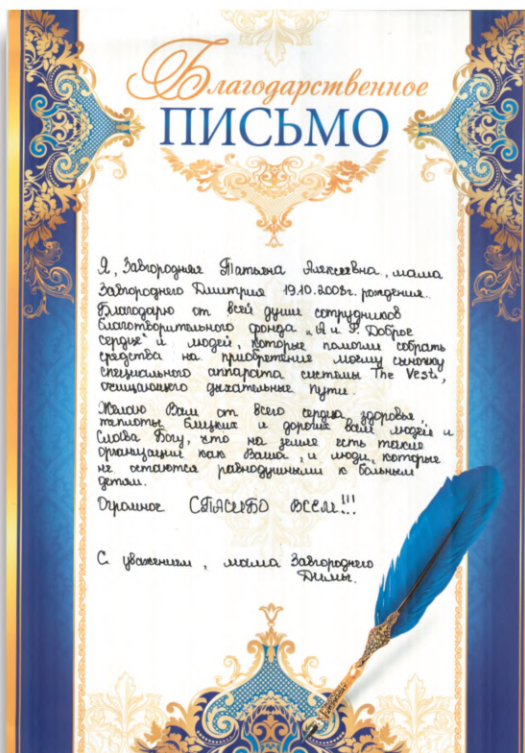 Благодарственное
ПИСЬМО
Я, Завгородняя Татьяна Алексеевна, мама
Завгороднего Дмитрия 19.10.2008г. рождения.
Благодарю от всей души сотрудников
благотворительного фонда „Я и Я. Доброе
сердце" и людей, которые помогли собрать
средства на приобретение моему сыночку
специального аппарата системы The Vest,
очищающего дыхательные пути.
Желаю Вам от всего сердца, здоровья,
теплоты, близких и дорогих вам людей и
Слава Богу, что на земле есть такие
организации как Ваша, и люди, которые
не остаются равнодушными к больным
детям.
Огромное СПАСИБО ВСЕМ!!!
С уважением, мама Завгороднего
Димы.